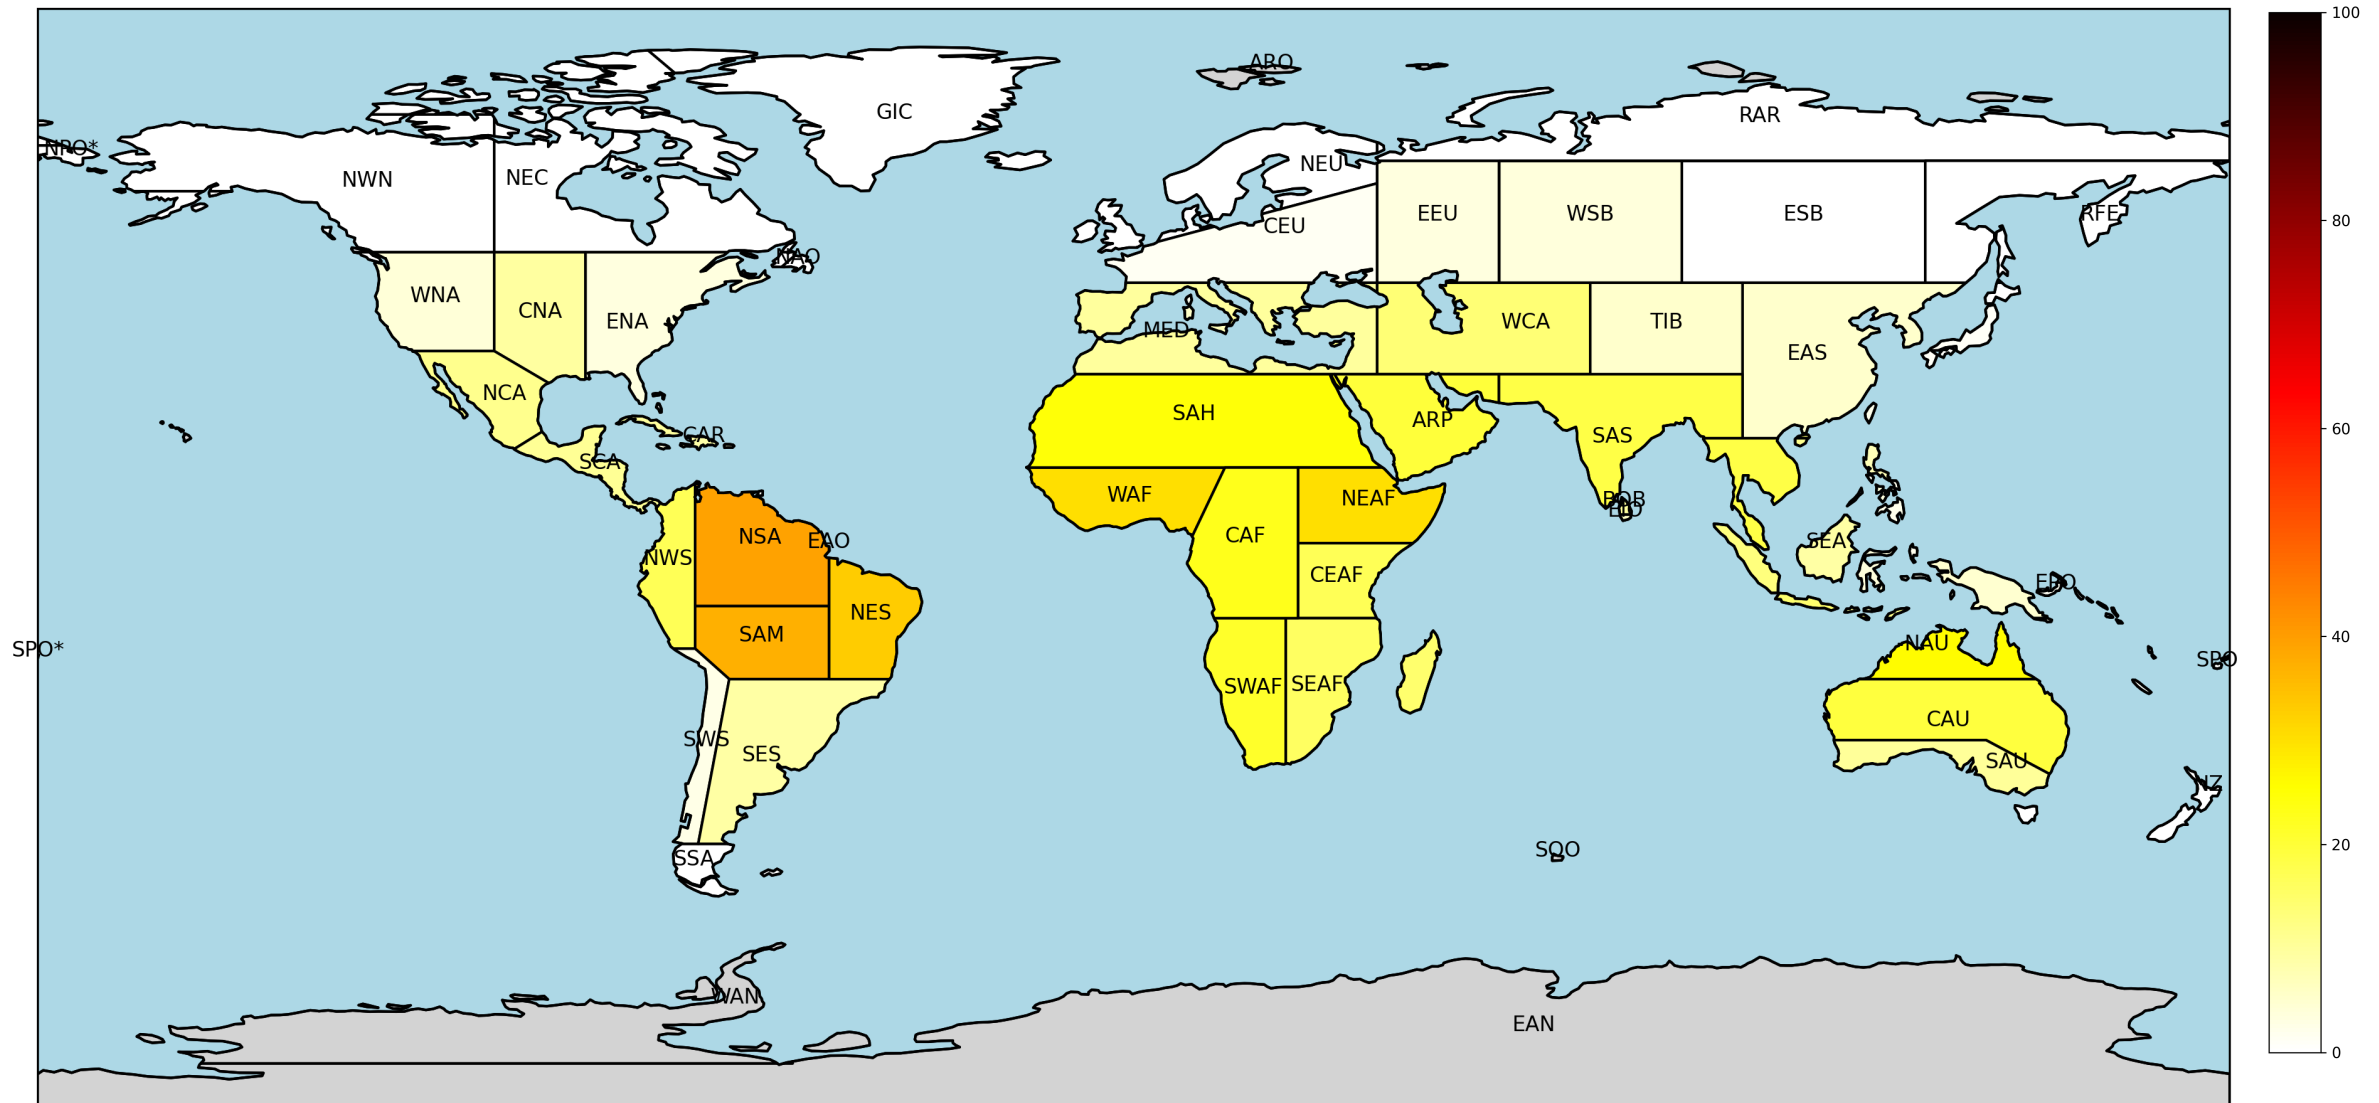 100
ARO
GIC
RAR
NPO*
NEU
NWN
NEC
80
EEU
WSB
ESB
RFE
CEU
NAO
WNA
CNA
ENA
MED
WCA
TIB
EAS
NCA
SAH
ARP
60
CAR
SAS
SCA
WAF
NEAF
BOB
NSA
EAO
CAF
SEA
NWS
CEAF
EPO
NES
SAM
40
NAU
SPO*
SPO
SWAF
SEAF
CAU
SWS
SES
SAU
NZ
20
SOO
SSA
WAN
EAN
0